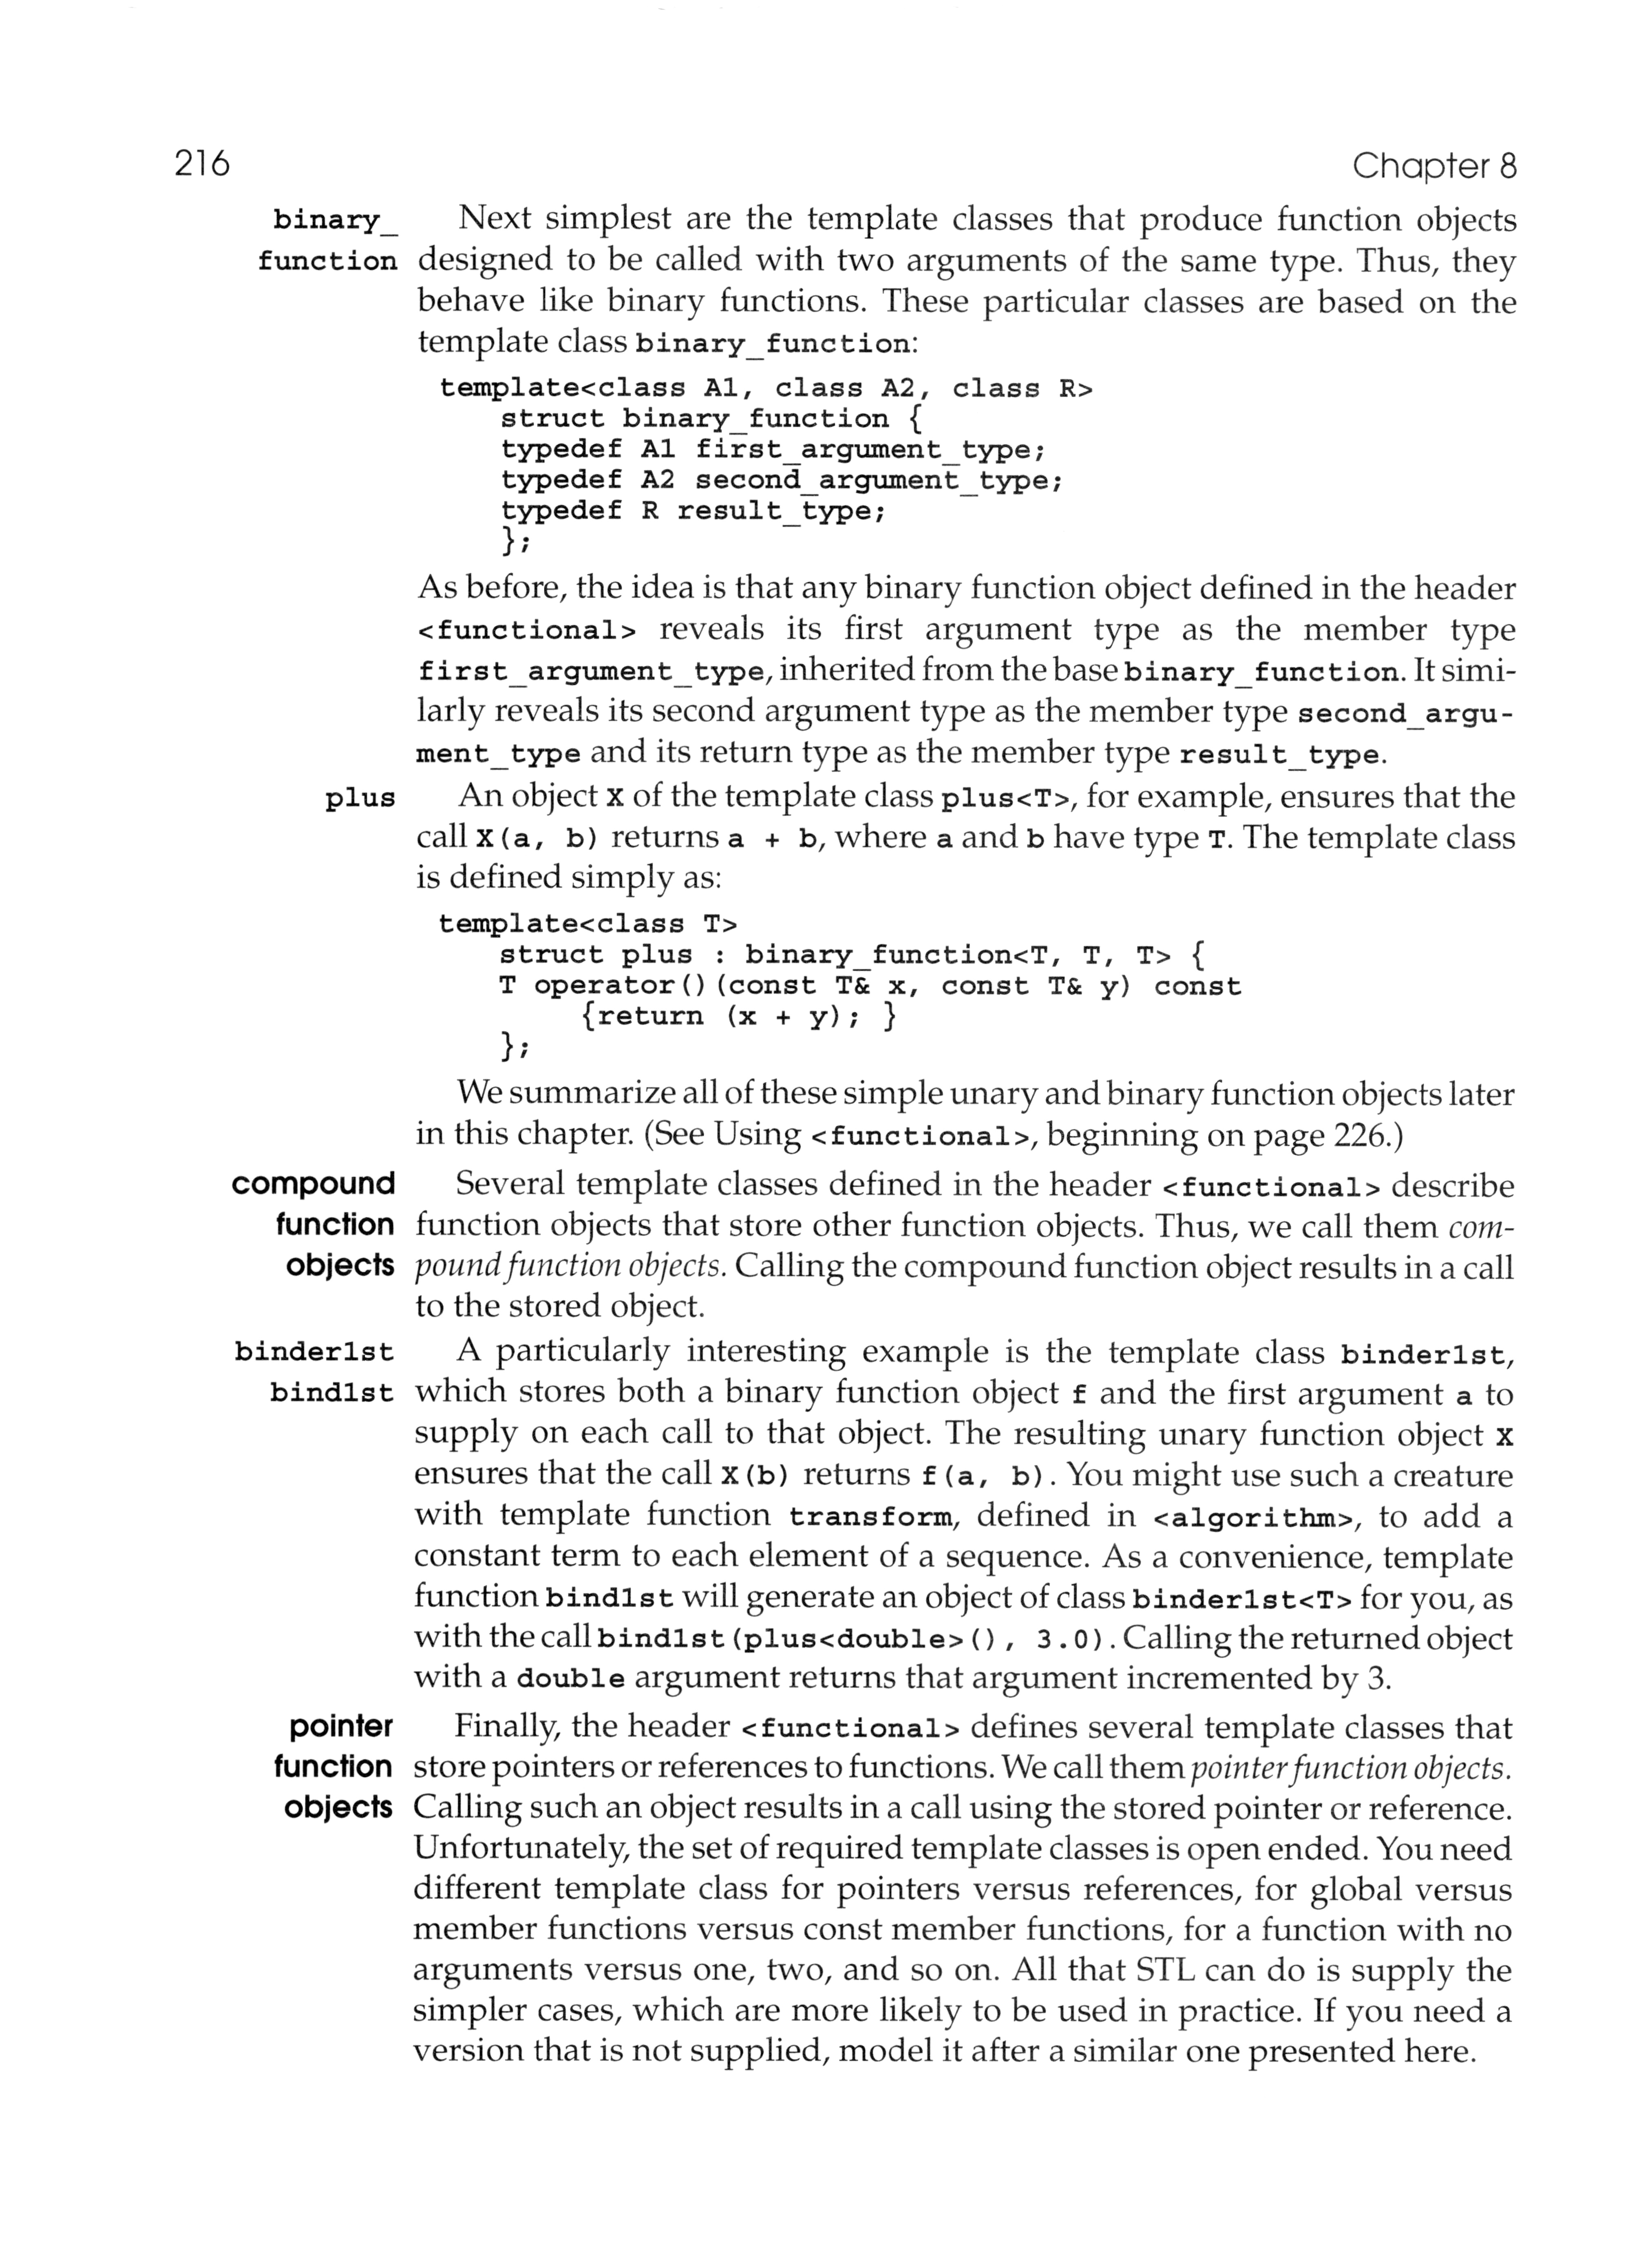 216 Chapter 8
binary_ Next simplest are the template classes that produce function objects
function designed to be called with two arguments of the same type. Thus, they
behave like binary functions. These particular classes are based on the
template class binary_function:
template<class A1, class A2, class R>
struct binary_function {
typedef A1 first_argument_type;
typedef A2 second_argument_type;
typedef R result_type;
};
As before, the idea is that any binary function object defined in the header
<functional> reveals its first argument type as the member type
first_argument_type, inherited from the base binary_function. It simi-
larly reveals its second argument type as the member type second_argu-
ment_type and its return type as the member type result_type.
plus An object X of the template class plus<T>, for example, ensures that the
call X(a, b) returns a + b, where a and b have type T. The template class
is defined simply as:
template<class T>
struct plus : binary_function<T, T, T> {
T operator()(const T& x, const T& y) const
{return (x + y); }
};
We summarize all of these simple unary and binary function objects later
in this chapter. (See Using <functional>, beginning on page 226.)
compound Several template classes defined in the header <functional> describe
function function objects that store other function objects. Thus, we call them com-
objects pound function objects. Calling the compound function object results in a call
to the stored object.
binder1st A particularly interesting example is the template class binder1st,
bind1st which stores both a binary function object f and the first argument a to
supply on each call to that object. The resulting unary function object X
ensures that the call X(b) returns f(a, b). You might use such a creature
with template function transform, defined in <algorithm>, to add a
constant term to each element of a sequence. As a convenience, template
function bind1st will generate an object of class binder1st<T> for you, as
with the call bind1st(plus<double>(), 3.0). Calling the returned object
with a double argument returns that argument incremented by 3.
pointer Finally, the header <functional> defines several template classes that
function store pointers or references to functions. We call them pointer function objects.
objects Calling such an object results in a call using the stored pointer or reference.
Unfortunately, the set of required template classes is open ended. You need
different template class for pointers versus references, for global versus
member functions versus const member functions, for a function with no
arguments versus one, two, and so on. All that STL can do is supply the
simpler cases, which are more likely to be used in practice. If you need a
version that is not supplied, model it after a similar one presented here.